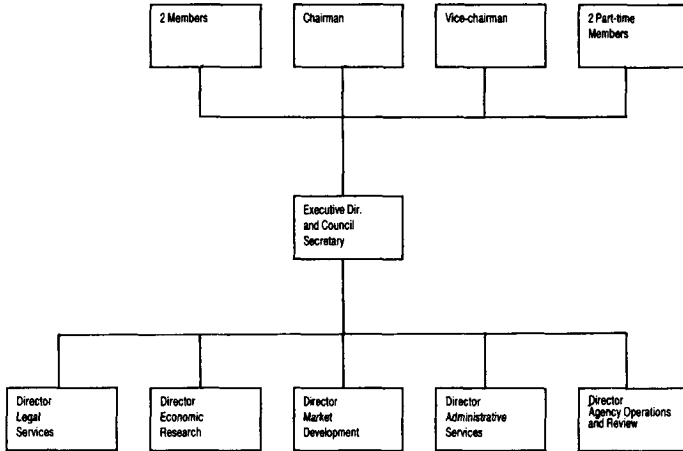 2 Members
Chairman
Vice-chairman
2 Part-time
Members
Executive Dir.
and Council
Secretary
Director
Legal
Services
Director
Economic
Research
Director
Market
Development
Director
Administrative
Services
Director
Agency Operations
and Review